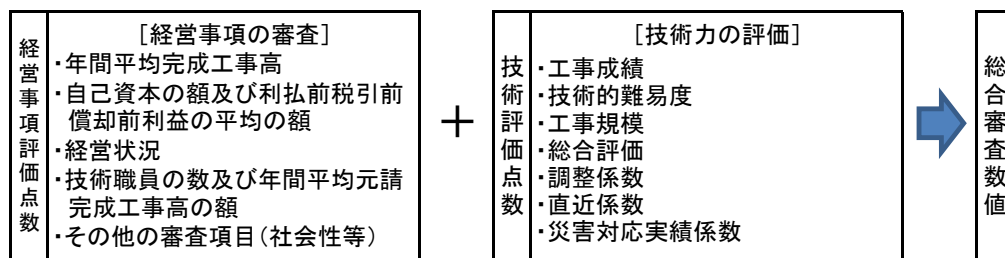 経営事項評価点数
[経営事項の審査]
・年間平均完成工事高
・自己資本の額及び利払前税引前
償却前利益の平均の額
・経営状況
・技術職員の数及び年間平均元請
完成工事高の額
・その他の審査項目(社会性等)
＋
技術評価点数
[技術力の評価]
・工事成績
・技術的難易度
・工事規模
・総合評価
・調整係数
・直近係数
・災害対応実績係数
総合審査数値